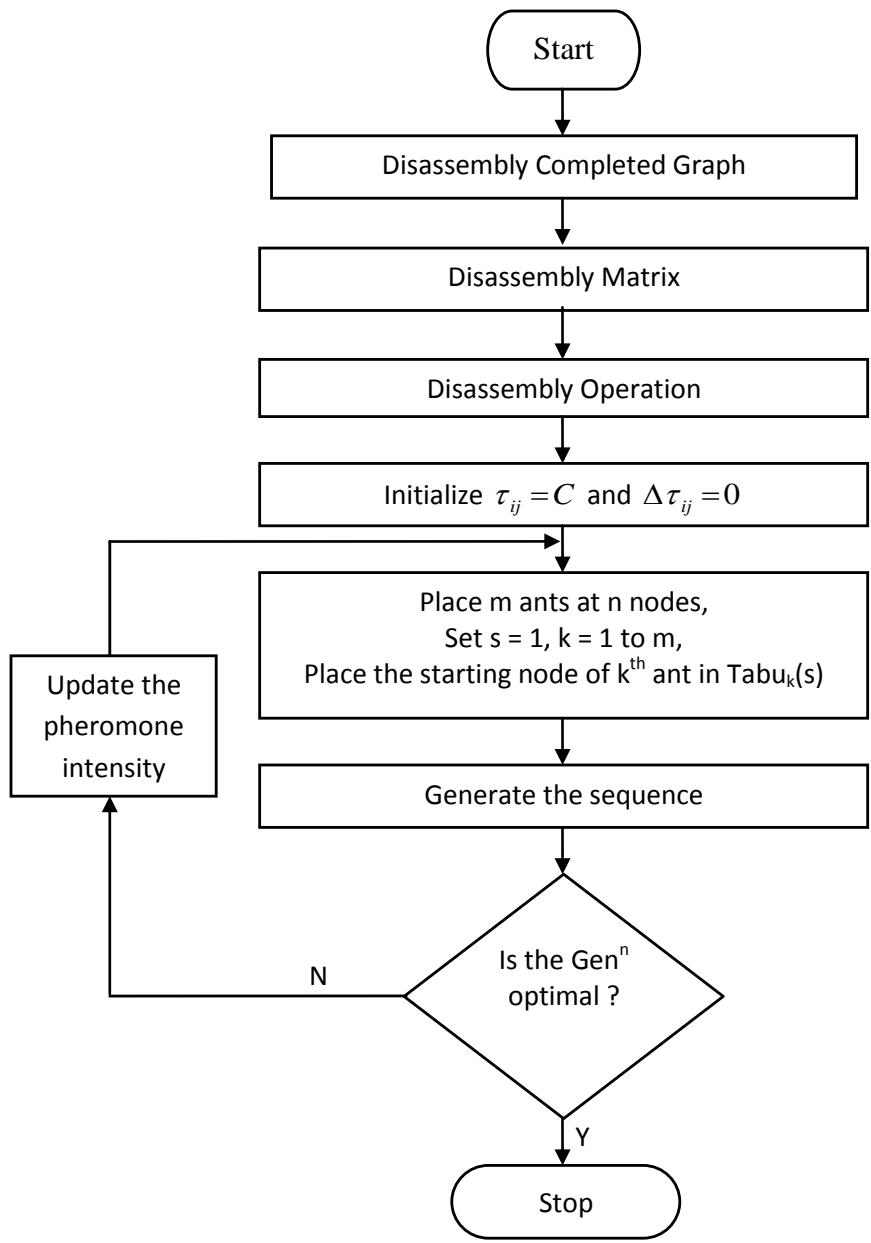 Start
Disassembly Completed Graph
Disassembly Matrix
Disassembly Operation
Initialize τij = C and Δτij = 0
Place m ants at n nodes,
Set s = 1, k = 1 to m,
Place the starting node of kth ant in Tabuk(s)
Update the
pheromone
intensity
Generate the sequence
Is the Genn
optimal ?
N
Y
Stop